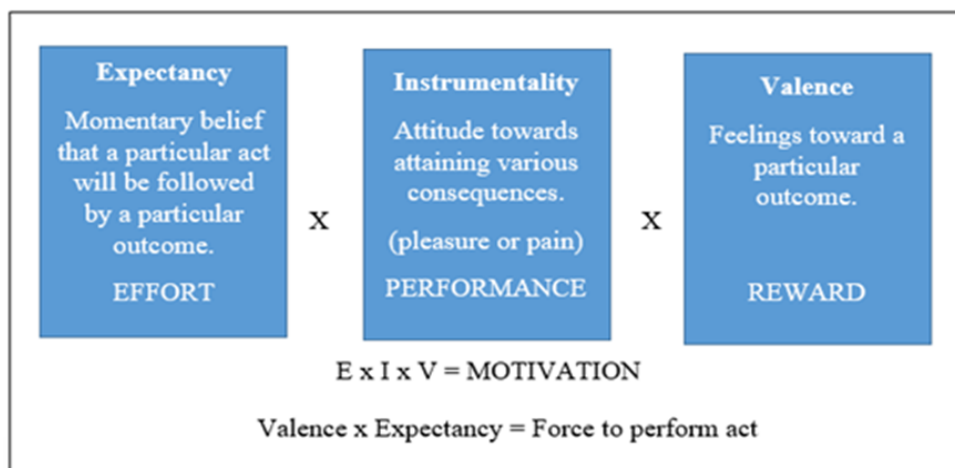 Expectancy
Momentary belief
that a particular act
will be followed
by a particular
outcome.
EFFORT
X
Instrumentality
Attitude towards
attaining various
consequences.
(pleasure or pain)
PERFORMANCE
X
Valence
Feelings toward a
particular
outcome.
REWARD
E x I x V = MOTIVATION
Valence x Expectancy = Force to perform act